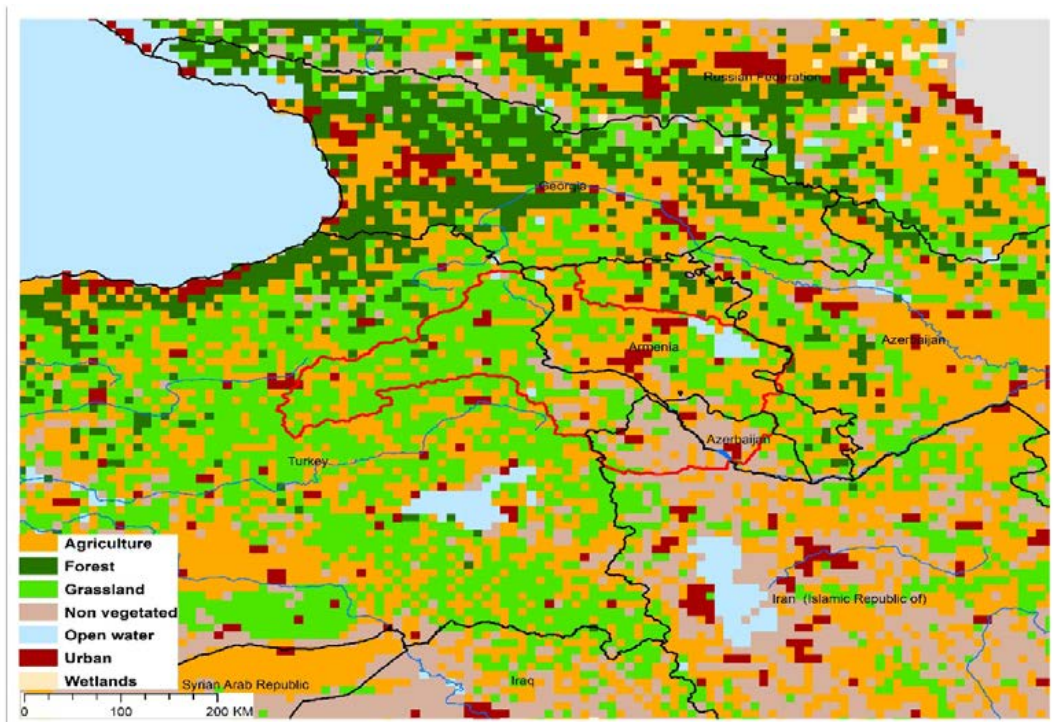 Russian Federation
Georgia
Azerbaijan
Armenia
Azerbaijan
Turkey
Agriculture
Forest
Grassland
Non vegetated
Open water
Urban
Wetlands
Iran (Islamic Republic of)
Iraq
Syrian Arab Republic
0 100 200 KM